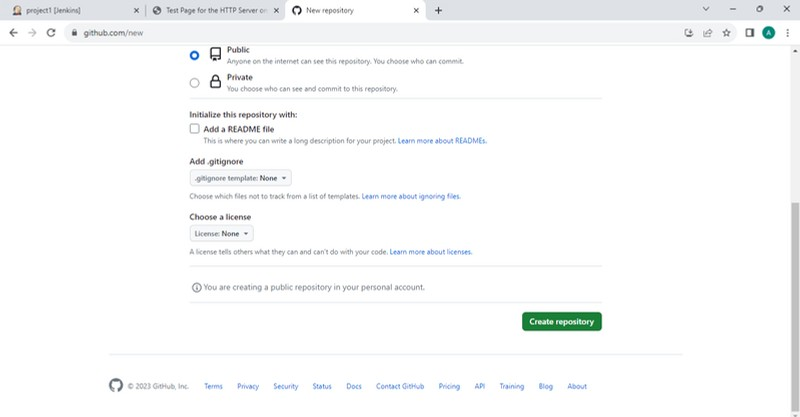 project1 [Jenkins]
Test Page for the HTTP Server on
New repository
github.com/new
A
Public
Anyone on the internet can see this repository. You choose who can commit.
Private
You choose who can see and commit to this repository.
Initialize this repository with:
Add a README file
This is where you can write a long description for your project. Learn more about READMEs.
Add .gitignore
.gitignore template: None
Choose which files not to track from a list of templates. Learn more about ignoring files.
Choose a license
License: None
A license tells others what they can and can't do with your code. Learn more about licenses.
You are creating a public repository in your personal account.
Create repository
© 2023 GitHub, Inc. Terms Privacy Security Status Docs Contact GitHub Pricing API Training Blog About